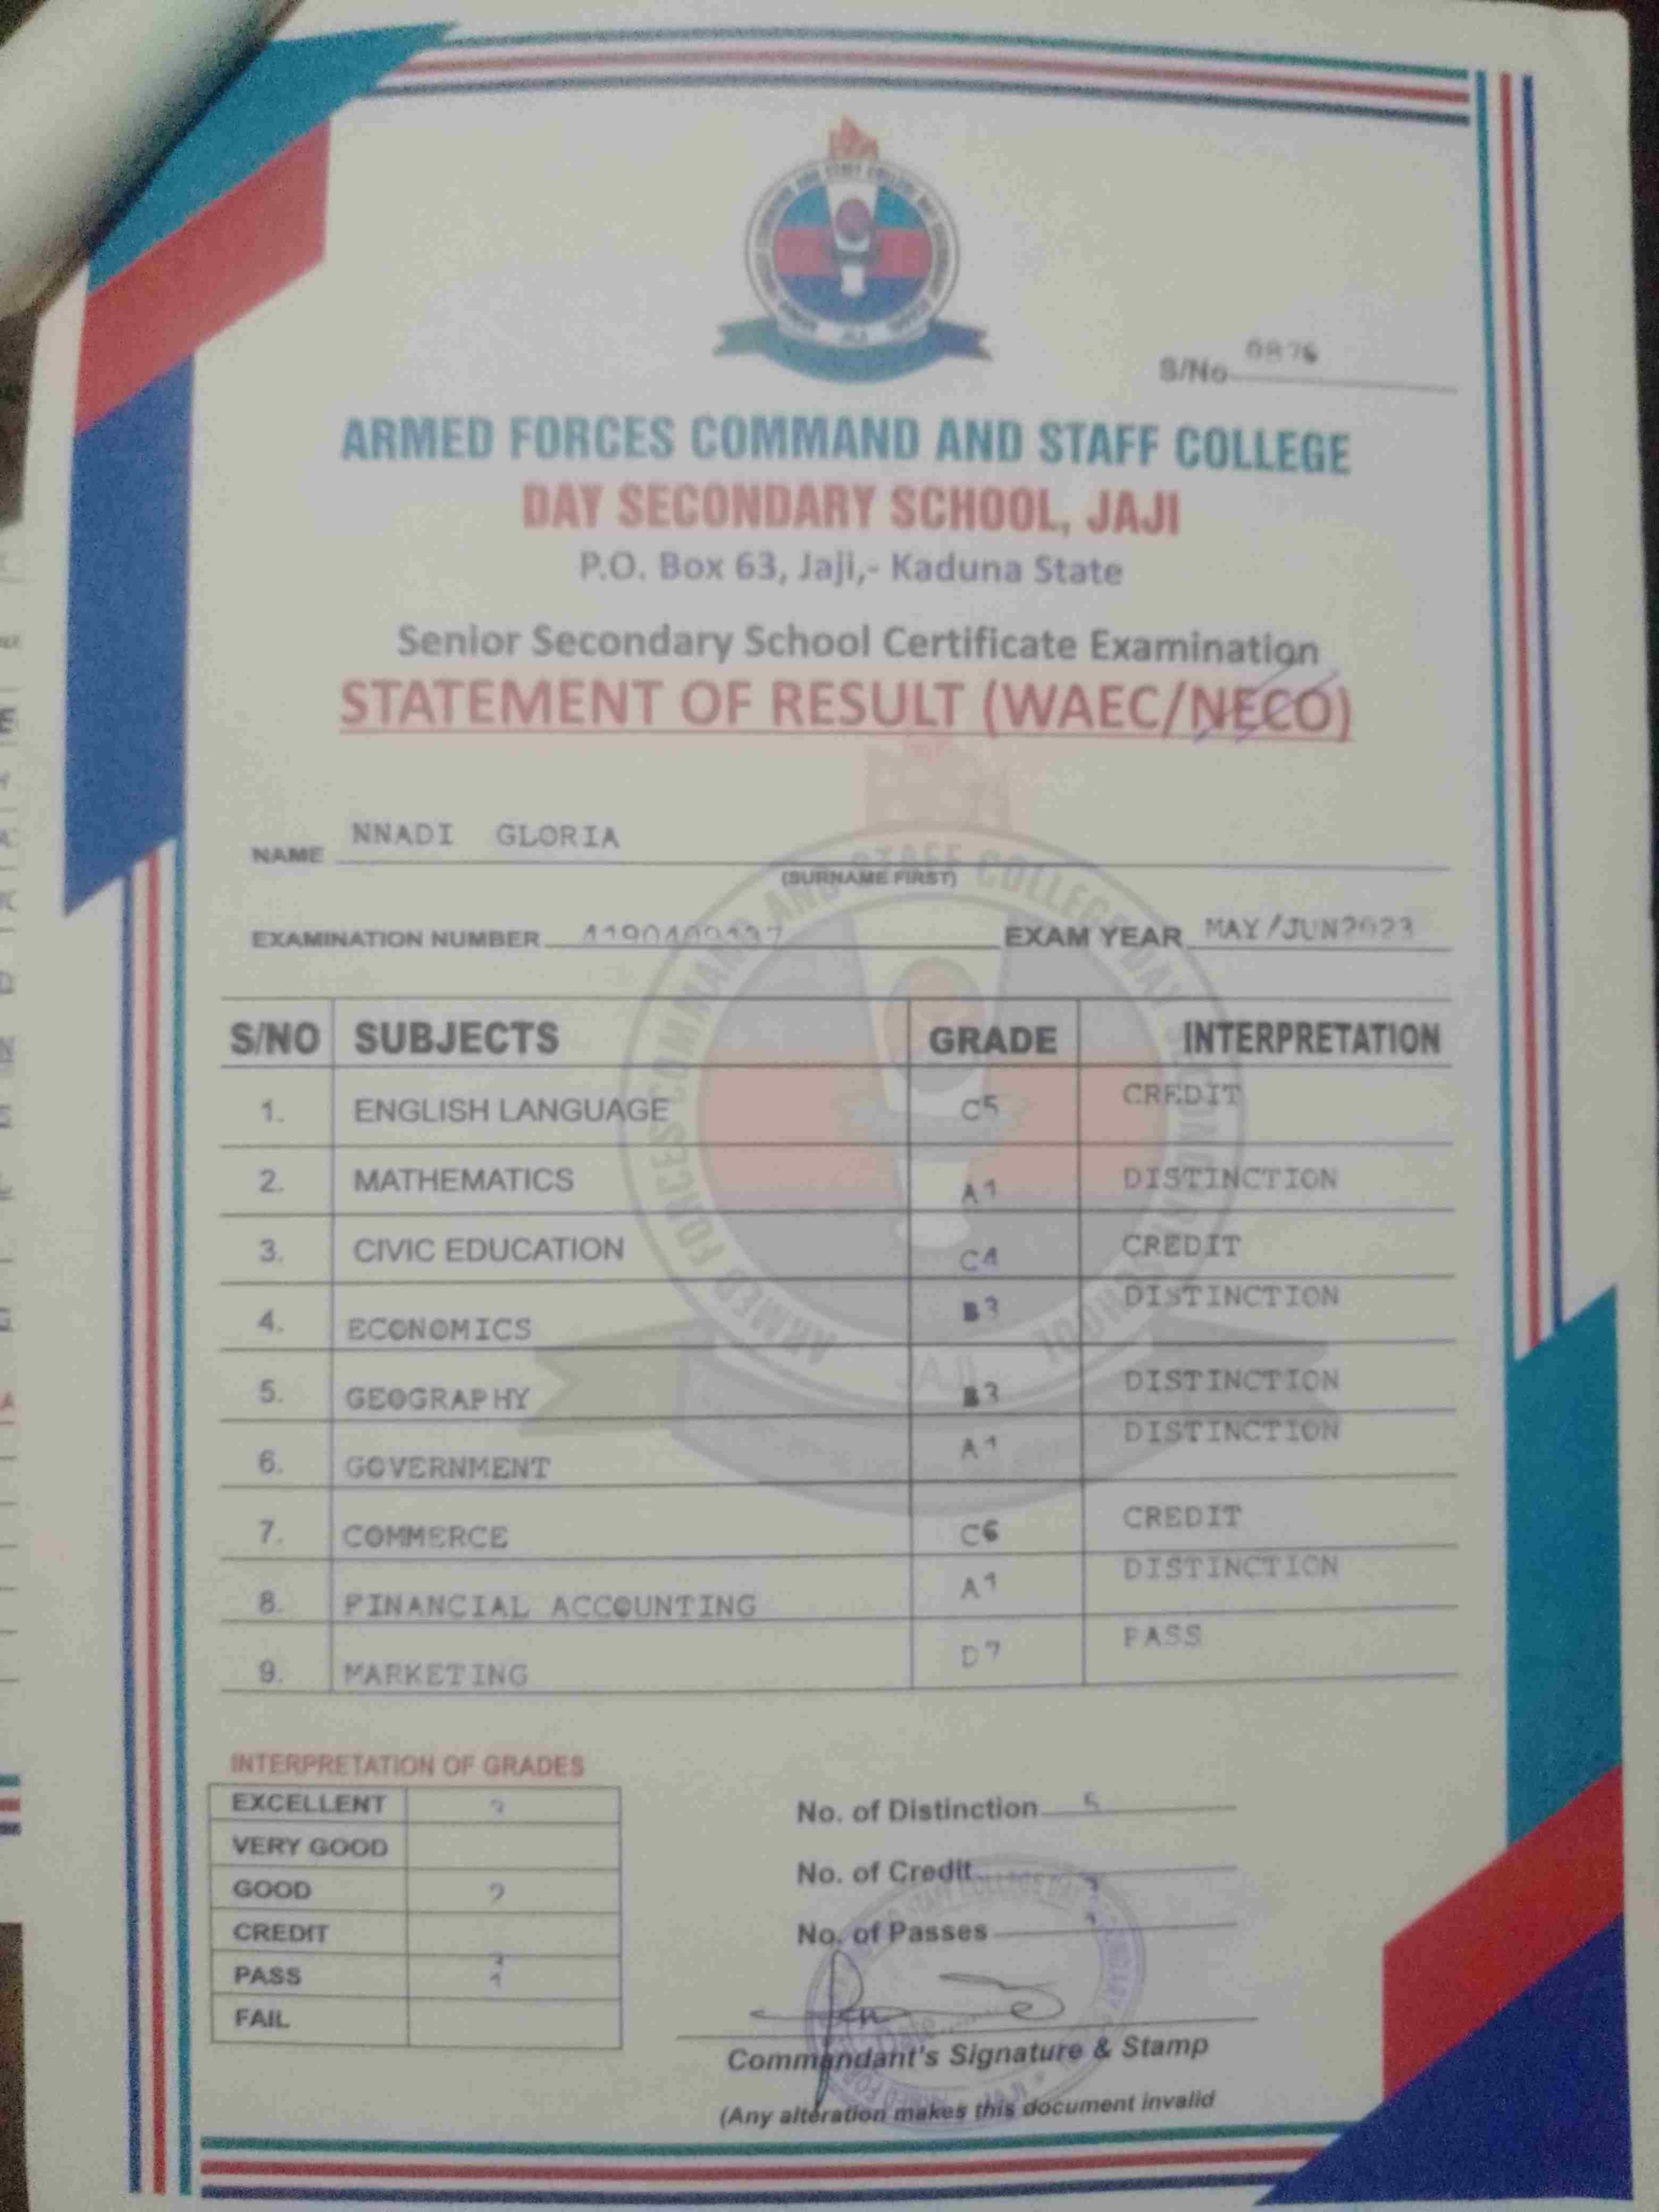 S/No 0876
ARMED FORCES COMMAND AND STAFF COLLEGE
DAY SECONDARY SCHOOL, JAJI
P.O. Box 63, Jaji,- Kaduna State
Senior Secondary School Certificate Examination
STATEMENT OF RESULT (WAEC/NECO)
NAME NNADI GLORIA
(SURNAME FIRST)
EXAMINATION NUMBER EXAM YEAR MAY/JUN2023
S/NO SUBJECTS GRADE INTERPRETATION
1. ENGLISH LANGUAGE C5 CREDIT
2. MATHEMATICS A1 DISTINCTION
3. CIVIC EDUCATION C4 CREDIT
4. ECONOMICS B3 DISTINCTION
5. GEOGRAPHY B3 DISTINCTION
6. GOVERNMENT A1 DISTINCTION
7. COMMERCE C6 CREDIT
8. FINANCIAL ACCOUNTING A1 DISTINCTION
9. MARKETING D7 PASS
INTERPRETATION OF GRADES
EXCELLENT
VERY GOOD
GOOD
CREDIT
PASS
FAIL
No. of Distinction 5
No. of Credit
No. of Passes
Commandant's Signature & Stamp
(Any alteration makes this document invalid